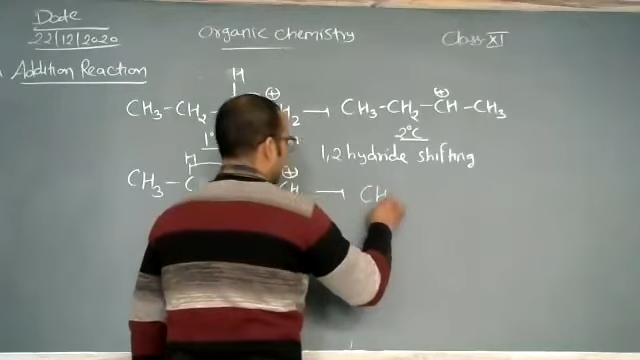 Date
22/12/2020
Organic chemistry
Class-XI
Addition Reaction
H
CH3-CH2- ⊕ H2 → CH3-CH2-⊕CH-CH3
1° 2°C
1,2 hydride shifting
H
CH3-C ⊕CH → CH